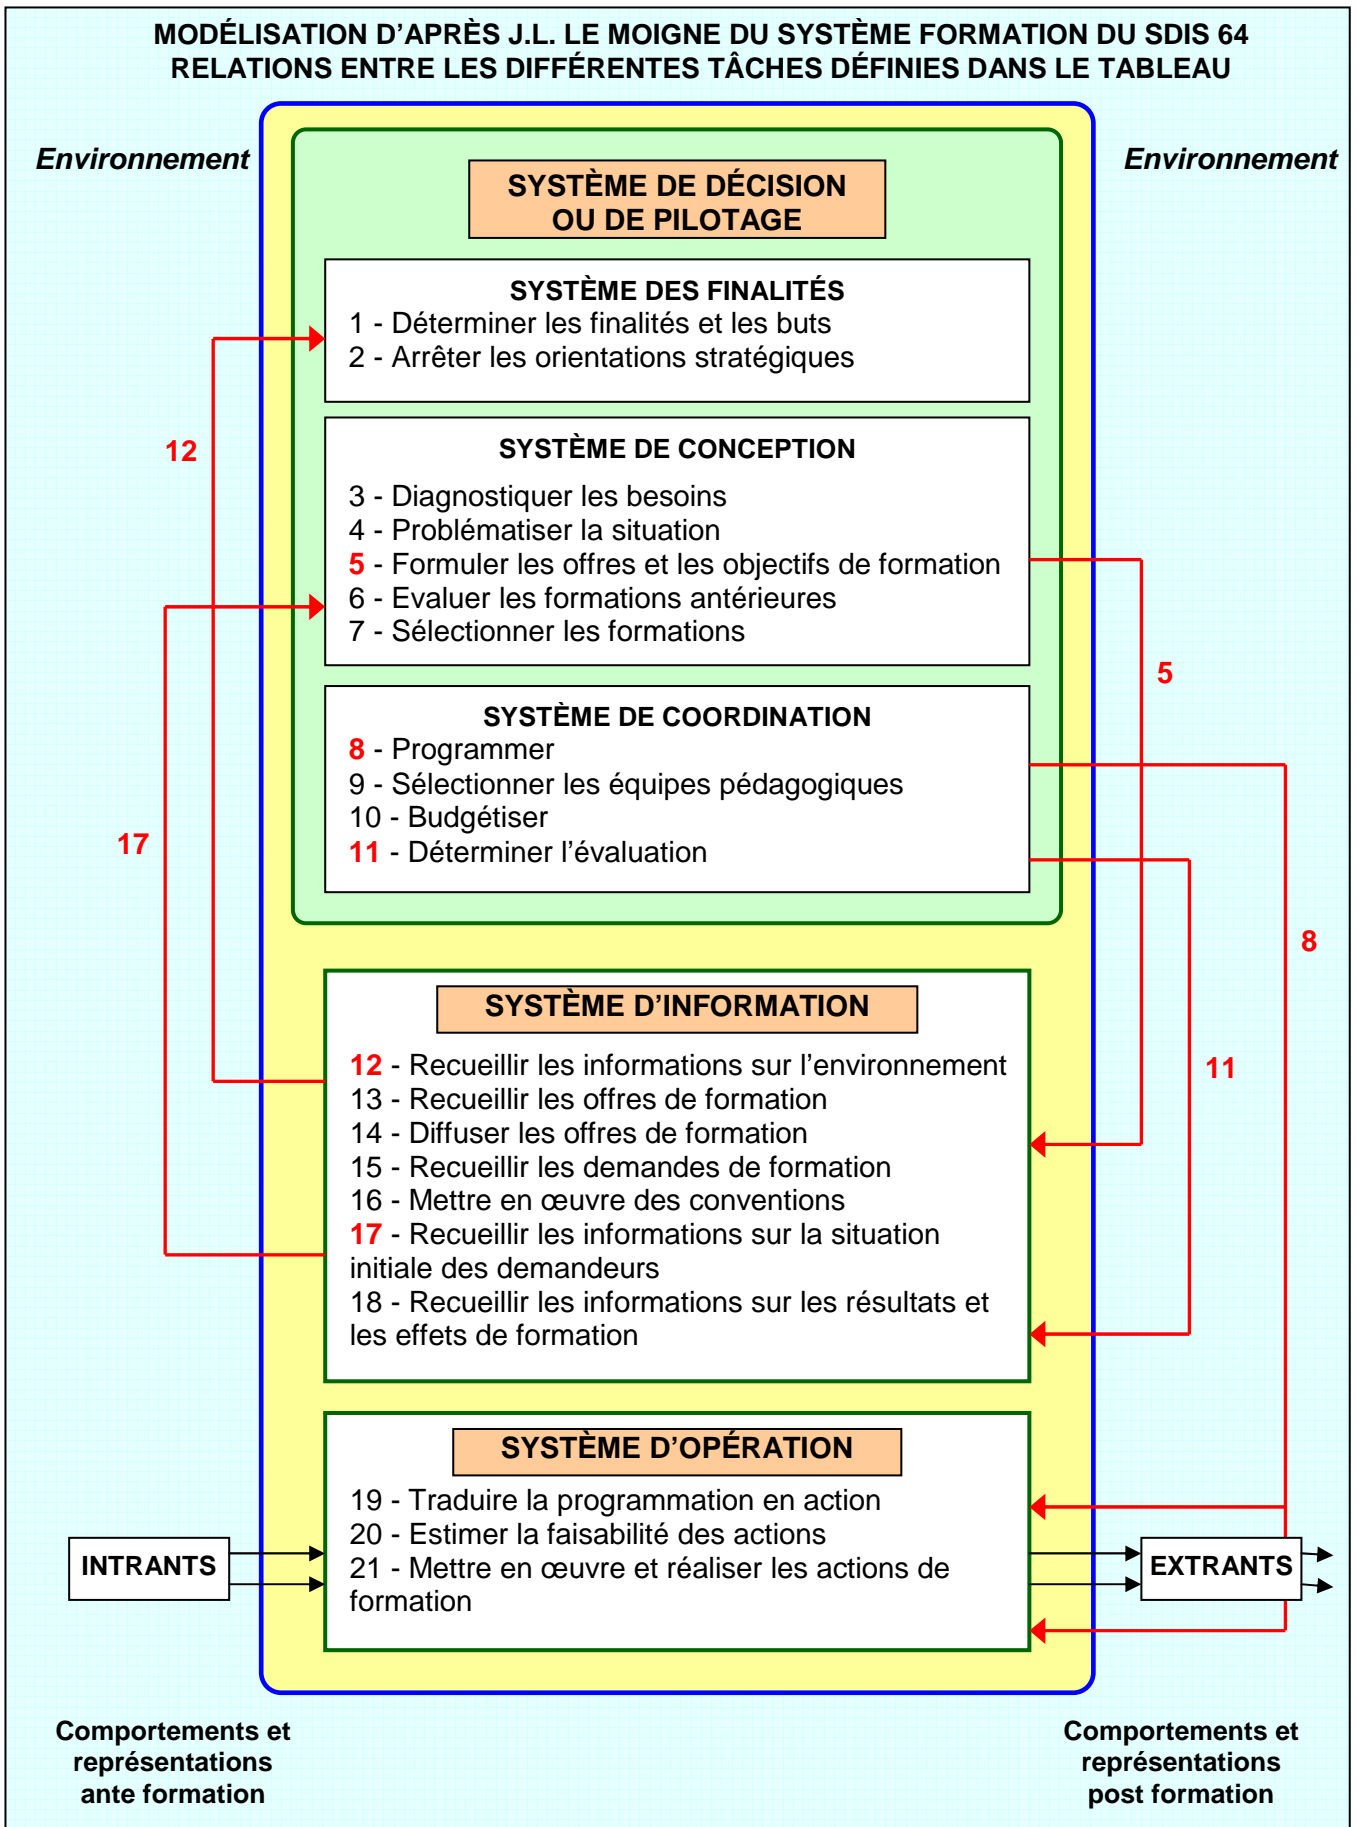 MODÉLISATION D’APRÈS J.L. LE MOIGNE DU SYSTÈME FORMATION DU SDIS 64
RELATIONS ENTRE LES DIFFÉRENTES TÂCHES DÉFINIES DANS LE TABLEAU
Environnement
Environnement
SYSTÈME DE DÉCISION
OU DE PILOTAGE
SYSTÈME DES FINALITÉS
1 - Déterminer les finalités et les buts
2 - Arrêter les orientations stratégiques
12
SYSTÈME DE CONCEPTION
3 - Diagnostiquer les besoins
4 - Problématiser la situation
5 - Formuler les offres et les objectifs de formation
6 - Evaluer les formations antérieures
7 - Sélectionner les formations
5
SYSTÈME DE COORDINATION
8 - Programmer
9 - Sélectionner les équipes pédagogiques
10 - Budgétiser
11 - Déterminer l’évaluation
17
8
SYSTÈME D’INFORMATION
12 - Recueillir les informations sur l’environnement
13 - Recueillir les offres de formation
14 - Diffuser les offres de formation
15 - Recueillir les demandes de formation
16 - Mettre en œuvre des conventions
17 - Recueillir les informations sur la situation
initiale des demandeurs
18 - Recueillir les informations sur les résultats et
les effets de formation
11
SYSTÈME D’OPÉRATION
19 - Traduire la programmation en action
20 - Estimer la faisabilité des actions
21 - Mettre en œuvre et réaliser les actions de
formation
INTRANTS
EXTRANTS
Comportements et
représentations
ante formation
Comportements et
représentations
post formation